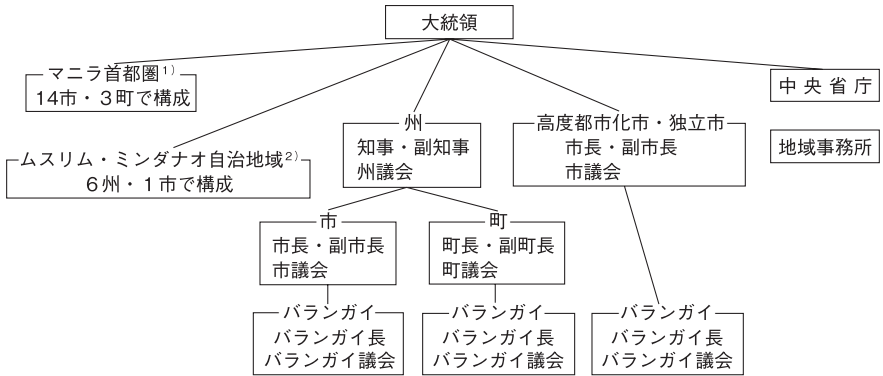 大統領
マニラ首都圏1)
14市・3町で構成
中央省庁
州
知事・副知事
州議会
高度都市化市・独立市
市長・副市長
市議会
地域事務所
ムスリム・ミンダナオ自治地域2)
6州・1市で構成
市
市長・副市長
市議会
町
町長・副町長
町議会
バランガイ
バランガイ長
バランガイ議会
バランガイ
バランガイ長
バランガイ議会
バランガイ
バランガイ長
バランガイ議会